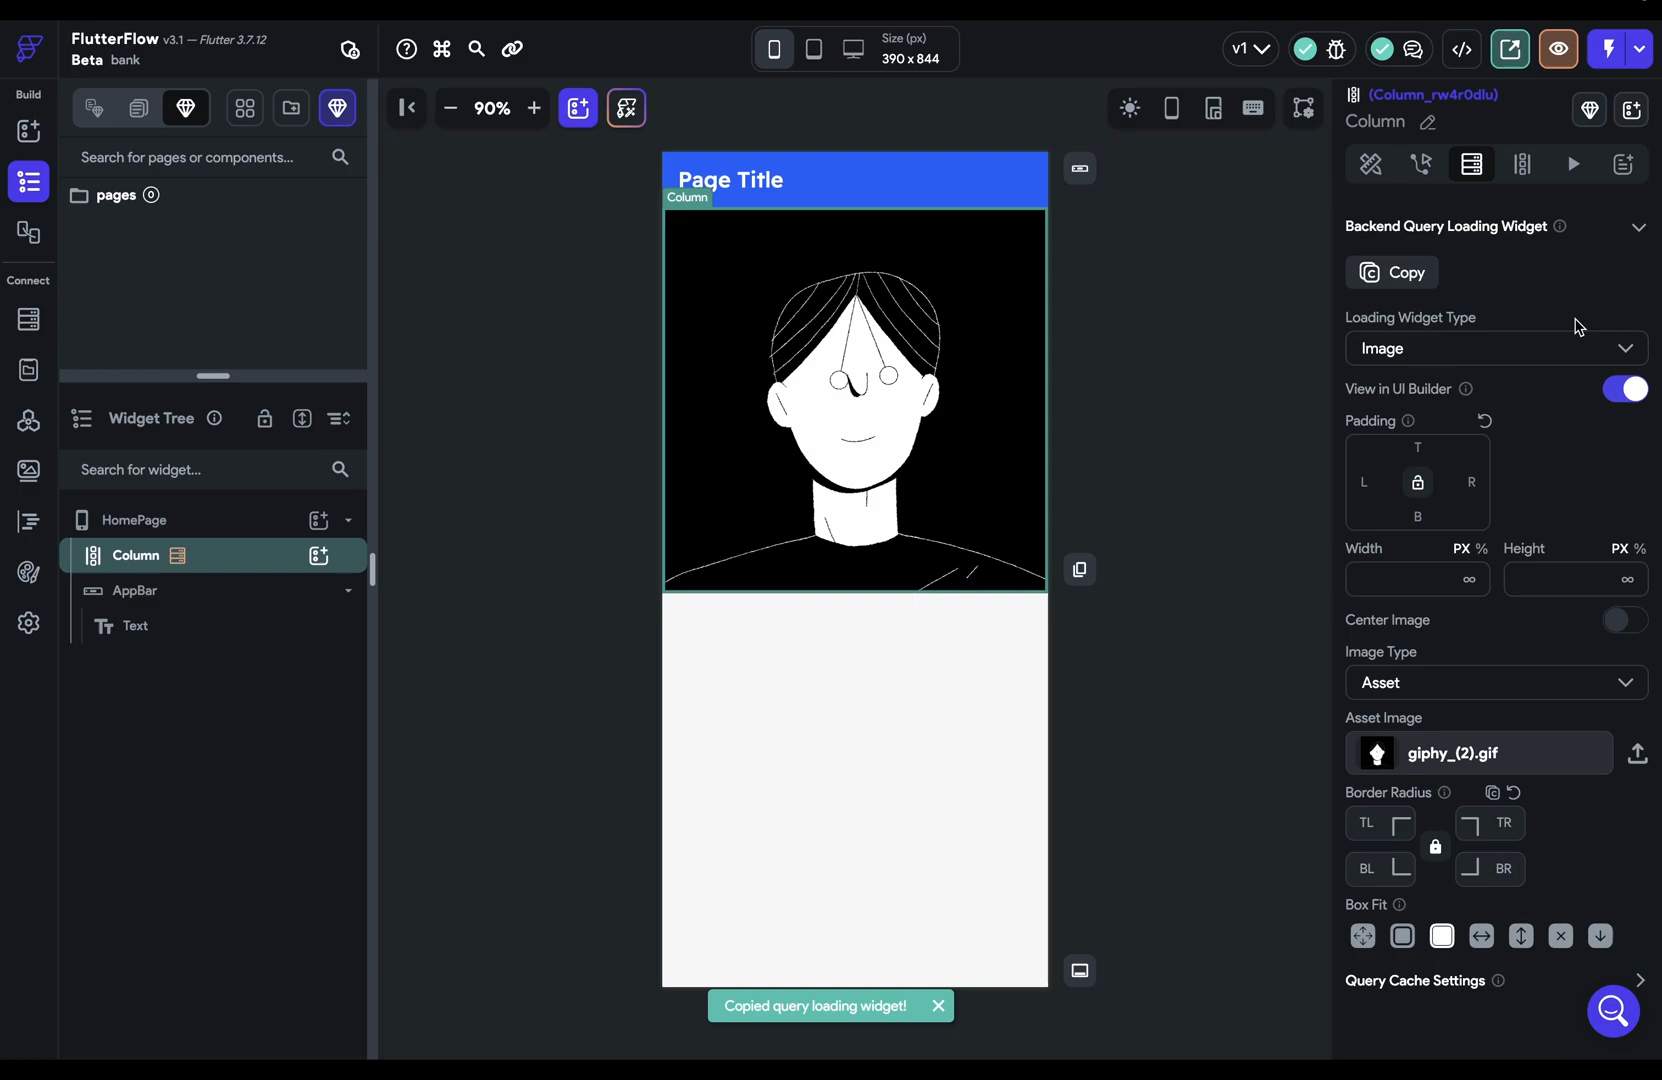 FlutterFlow v3.1 — Flutter 3.7.12
Beta bank
Size (px)
390 x 844
v1
Build
Connect
Search for pages or components...
pages 0
Widget Tree
Search for widget...
HomePage
Column
AppBar
Tt Text
90%
Page Title
Column
Copied query loading widget!
(Column_rw4r0dlu)
Column
Backend Query Loading Widget
Copy
Loading Widget Type
Image
View in UI Builder
Padding
T
L
R
B
Width PX % Height PX %
∞ ∞
Center Image
Image Type
Asset
Asset Image
giphy_(2).gif
Border Radius
TL TR
BL BR
Box Fit
Query Cache Settings